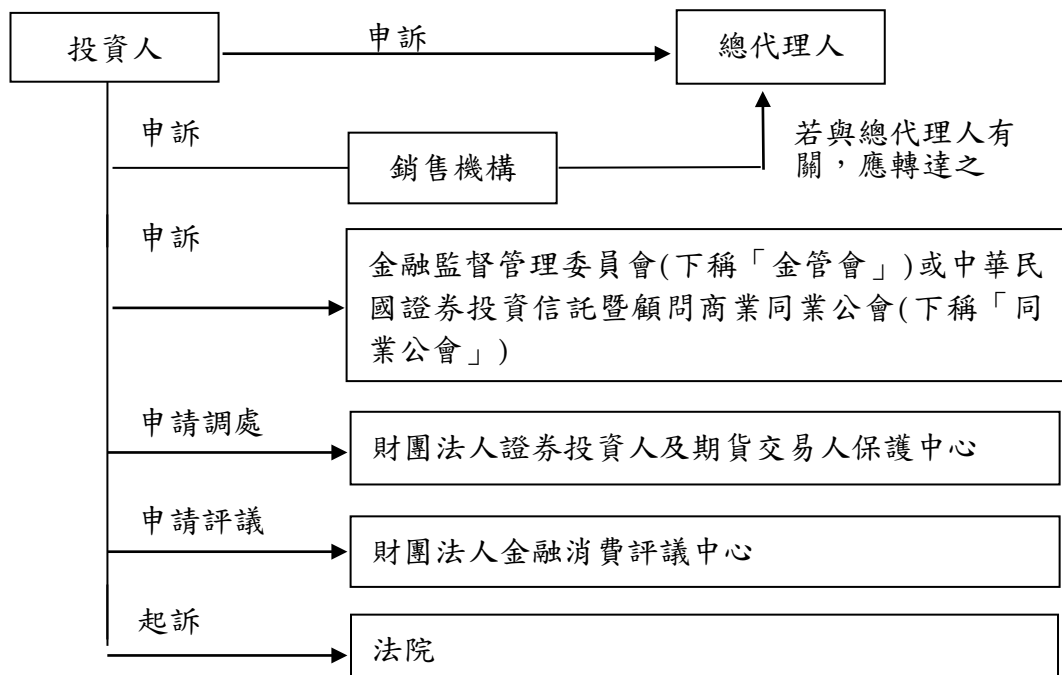 投資人
申訴
總代理人
申訴
銷售機構
若與總代理人有
關，應轉達之
申訴
金融監督管理委員會(下稱「金管會」)或中華民
國證券投資信託暨顧問商業同業公會(下稱「同
業公會」)
申請調處
財團法人證券投資人及期貨交易人保護中心
申請評議
財團法人金融消費評議中心
起訴
法院